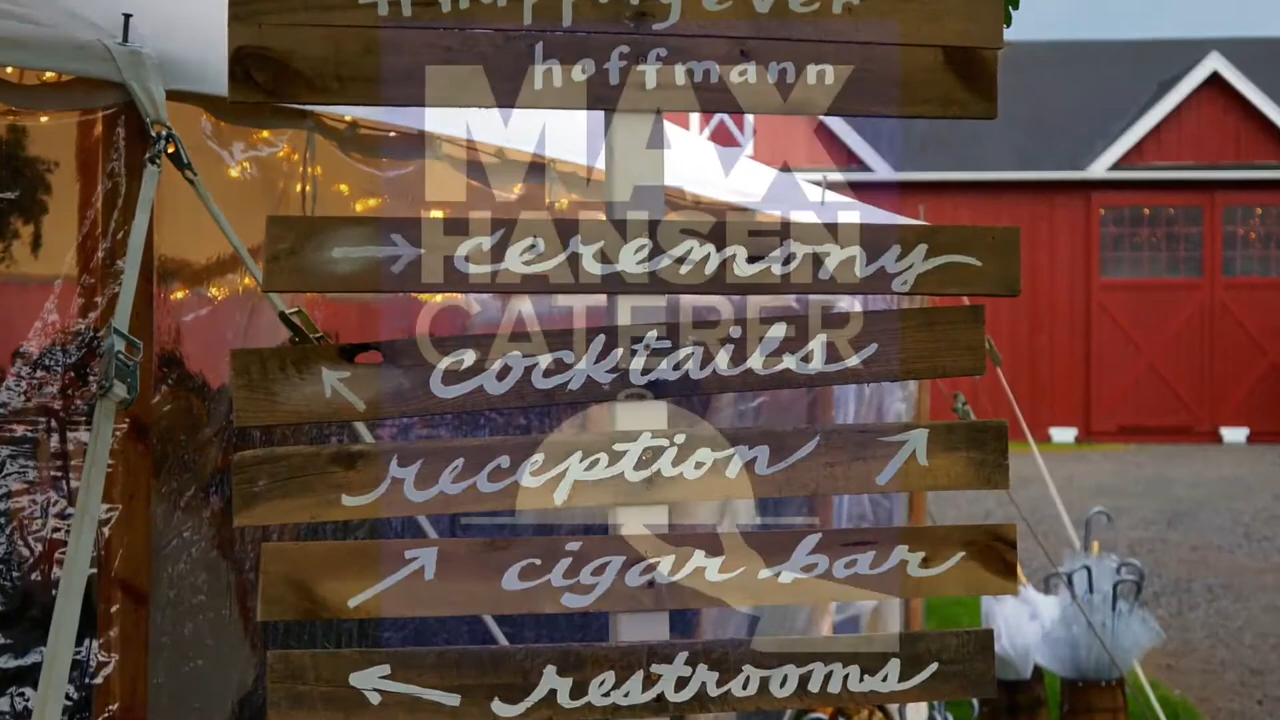 hoffmann
MAX
HANSEN
CATERER
→ ceremony
↖ cocktails
reception ↗
↗ cigar bar
← restrooms